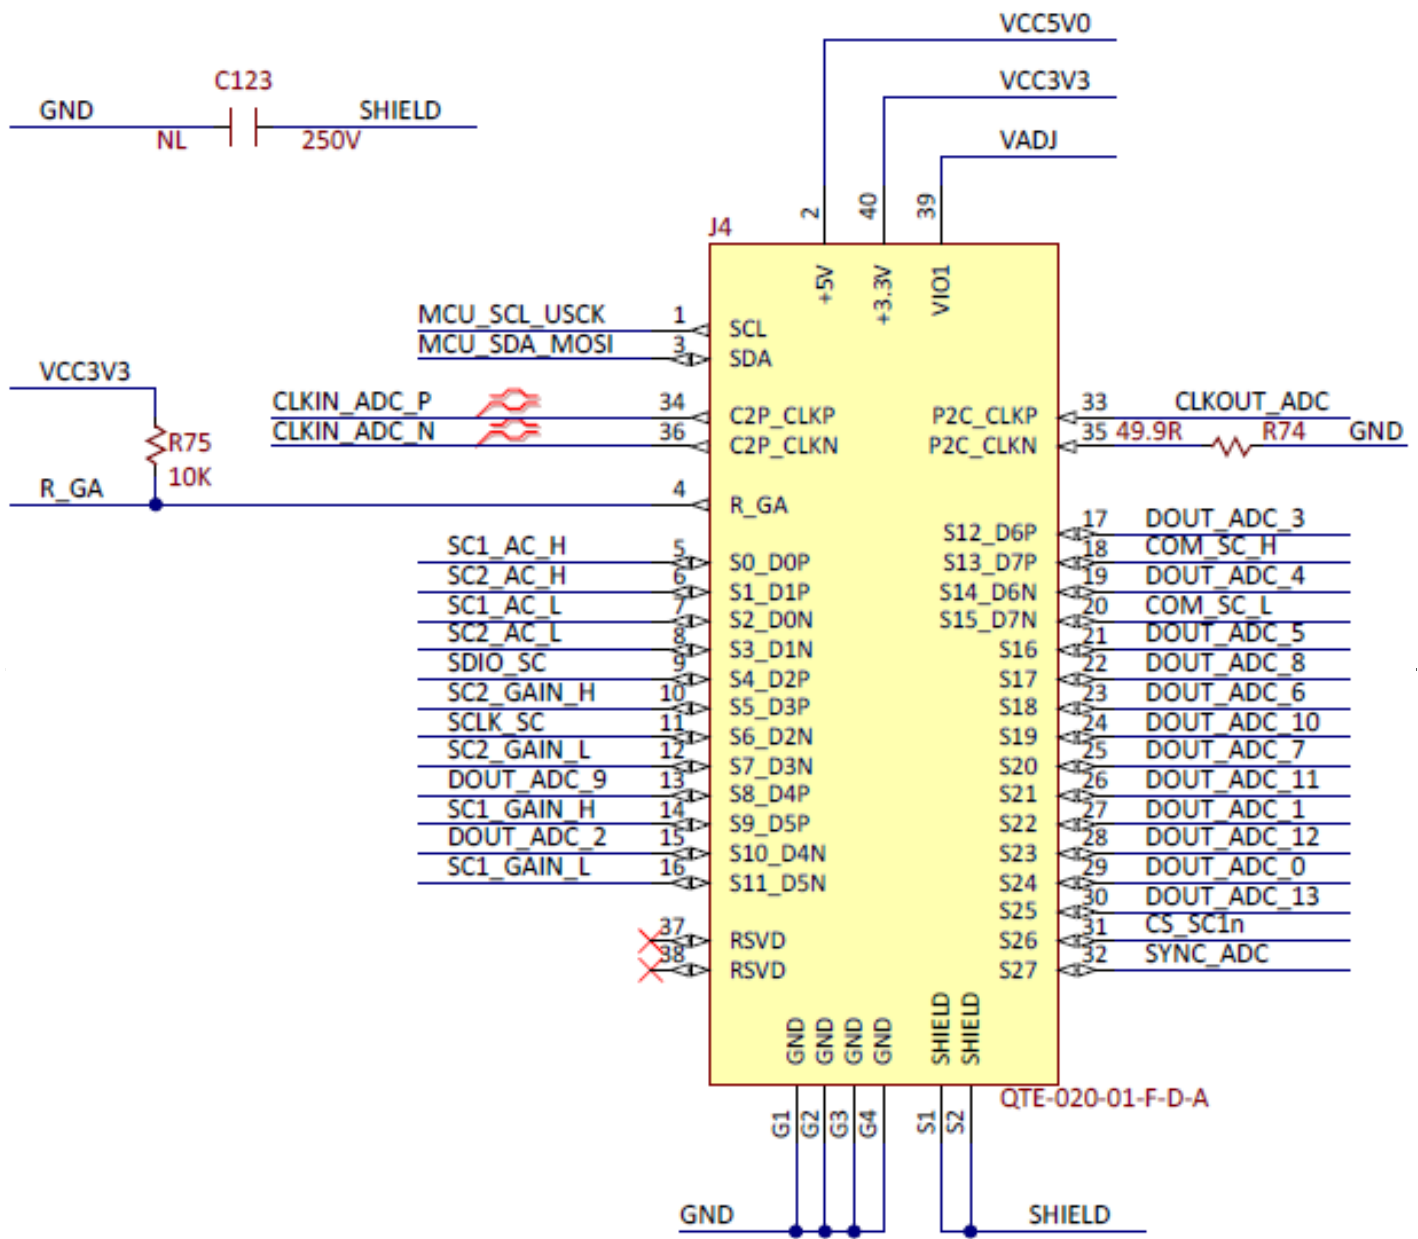 VCC5V0
C123
VCC3V3
GND
SHIELD
NL
250V
VADJ
2
40
39
J4
+5V
+3.3V
VIO1
MCU_SCL_USCK 1 SCL
MCU_SDA_MOSI 3 SDA
VCC3V3
CLKIN_ADC_P 34 C2P_CLKP P2C_CLKP 33 CLKOUT_ADC
CLKIN_ADC_N 36 C2P_CLKN P2C_CLKN 35 49.9R R74 GND
R75
10K
R_GA 4 R_GA
S12_D6P 17 DOUT_ADC_3
SC1_AC_H 5 S0_D0P S13_D7P 18 COM_SC_H
SC2_AC_H 6 S1_D1P S14_D6N 19 DOUT_ADC_4
SC1_AC_L 7 S2_D0N S15_D7N 20 COM_SC_L
SC2_AC_L 8 S3_D1N S16 21 DOUT_ADC_5
SDIO_SC 9 S4_D2P S17 22 DOUT_ADC_8
SC2_GAIN_H 10 S5_D3P S18 23 DOUT_ADC_6
SCLK_SC 11 S6_D2N S19 24 DOUT_ADC_10
SC2_GAIN_L 12 S7_D3N S20 25 DOUT_ADC_7
DOUT_ADC_9 13 S8_D4P S21 26 DOUT_ADC_11
SC1_GAIN_H 14 S9_D5P S22 27 DOUT_ADC_1
DOUT_ADC_2 15 S10_D4N S23 28 DOUT_ADC_12
SC1_GAIN_L 16 S11_D5N S24 29 DOUT_ADC_0
S25 30 DOUT_ADC_13
37 RSVD S26 31 CS_SC1n
38 RSVD S27 32 SYNC_ADC
GND
GND
GND
GND
SHIELD
SHIELD
QTE-020-01-F-D-A
G1
G2
G3
G4
S1
S2
GND
SHIELD